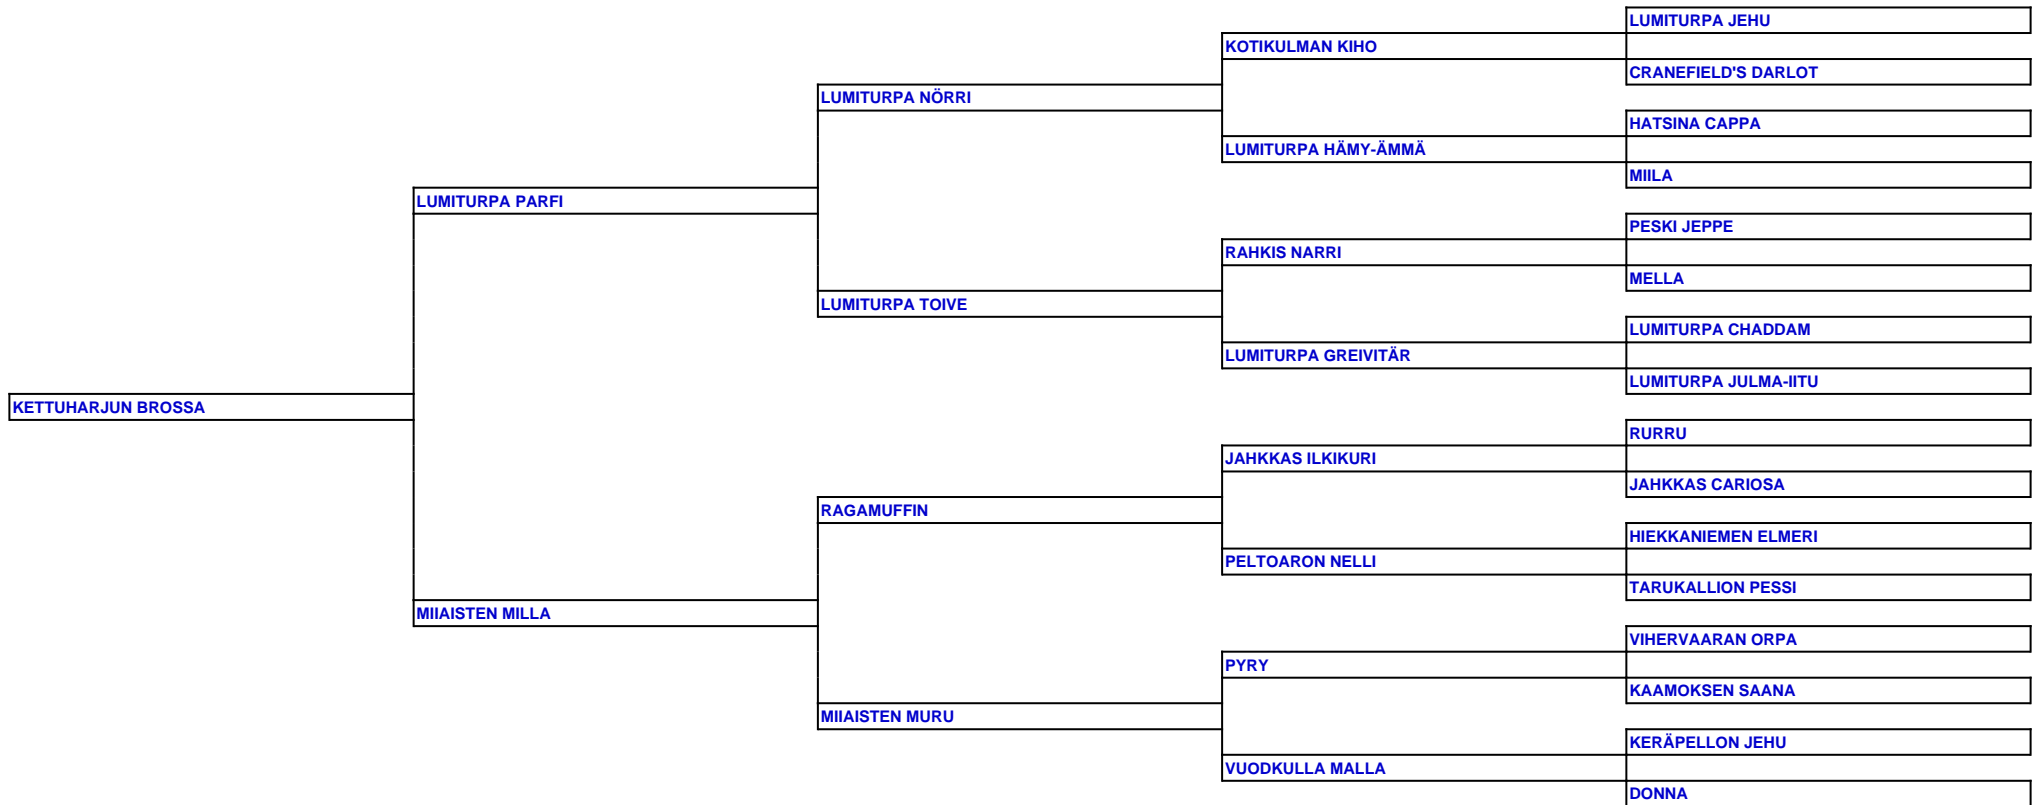 LUMITURPA JEHU
KOTIKULMAN KIHO
CRANEFIELD'S DARLOT
LUMITURPA NÖRRI
HATSINA CAPPA
LUMITURPA HÄMY-ÄMMÄ
MIILA
LUMITURPA PARFI
PESKI JEPPE
RAHKIS NARRI
MELLA
LUMITURPA TOIVE
LUMITURPA CHADDAM
LUMITURPA GREIVITÄR
LUMITURPA JULMA-IITU
KETTUHARJUN BROSSA
RURRU
JAHKKAS ILKIKURI
JAHKKAS CARIOSA
RAGAMUFFIN
HIEKKANIEMEN ELMERI
PELTOARON NELLI
TARUKALLION PESSI
MIIAISTEN MILLA
VIHERVAARAN ORPA
PYRY
KAAMOKSEN SAANA
MIIAISTEN MURU
KERÄPELLON JEHU
VUODKULLA MALLA
DONNA